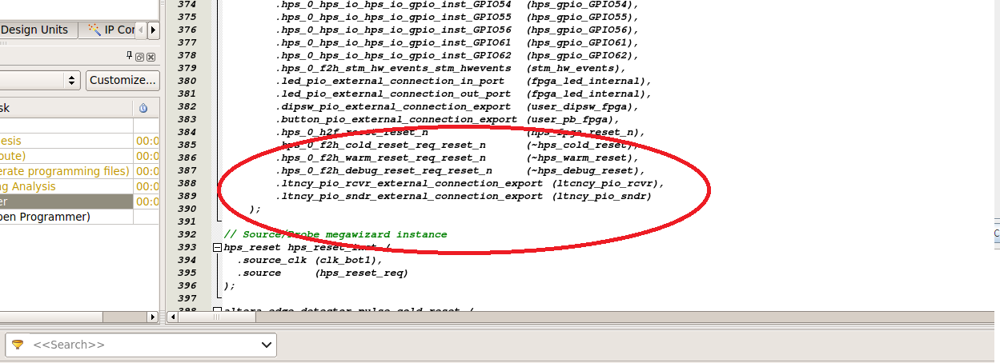 Design Units
IP Cor
Customize...
sk
esis
00:0
oute)
00:0
erate programming files)
00:0
ng Analysis
00:0
er
00:0
pen Programmer)
374 .hps_0_hps_io_hps_io_gpio_inst_GPIO54 (hps_gpio_GPIO54),
375 .hps_0_hps_io_hps_io_gpio_inst_GPIO55 (hps_gpio_GPIO55),
376 .hps_0_hps_io_hps_io_gpio_inst_GPIO56 (hps_gpio_GPIO56),
377 .hps_0_hps_io_hps_io_gpio_inst_GPIO61 (hps_gpio_GPIO61),
378 .hps_0_hps_io_hps_io_gpio_inst_GPIO62 (hps_gpio_GPIO62),
379 .hps_0_f2h_stm_hw_events_stm_hwevents (stm_hw_events),
380 .led_pio_external_connection_in_port (fpga_led_internal),
381 .led_pio_external_connection_out_port (fpga_led_internal),
382 .dipsw_pio_external_connection_export (user_dipsw_fpga),
383 .button_pio_external_connection_export (user_pb_fpga),
384 .hps_0_h2f_reset_reset_n (hps_fpga_reset_n),
385 .hps_0_f2h_cold_reset_req_reset_n (~hps_cold_reset),
386 .hps_0_f2h_warm_reset_req_reset_n (~hps_warm_reset),
387 .hps_0_f2h_debug_reset_req_reset_n (~hps_debug_reset),
388 .ltncy_pio_rcvr_external_connection_export (ltcncy_pio_rcvr),
389 .ltncy_pio_sndr_external_connection_export (ltncy_pio_sndr)
390 );
391
392 // Source/Probe megawizard instance
393 hps_reset hps_reset_inst (
394 .source_clk (clk_bot1),
395 .source (hps_reset_req)
396 );
397
398 altera_edge_detector pulse_cold_reset (
C
<<Search>>